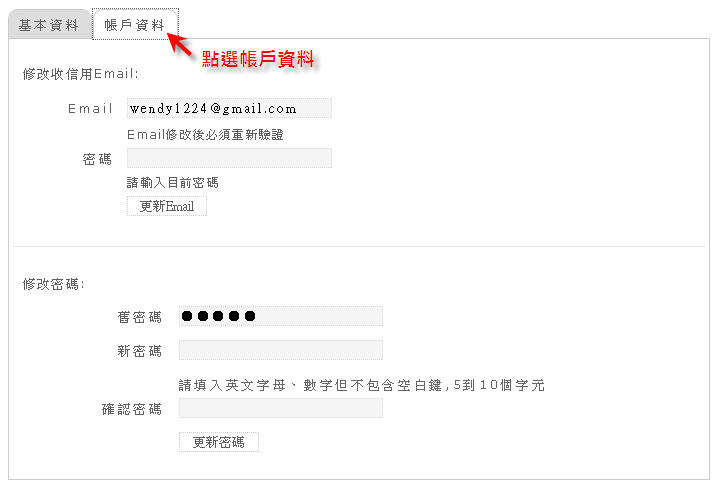 基本資料 帳戶資料
點選帳戶資料
修改收信用Email:
Email wendy1224@gmail.com
Email修改後必須重新驗證
密碼
請輸入目前密碼
更新Email
修改密碼:
舊密碼 ●●●●●
新密碼
請填入英文字母、數字但不包含空白鍵,5到10個字元
確認密碼
更新密碼